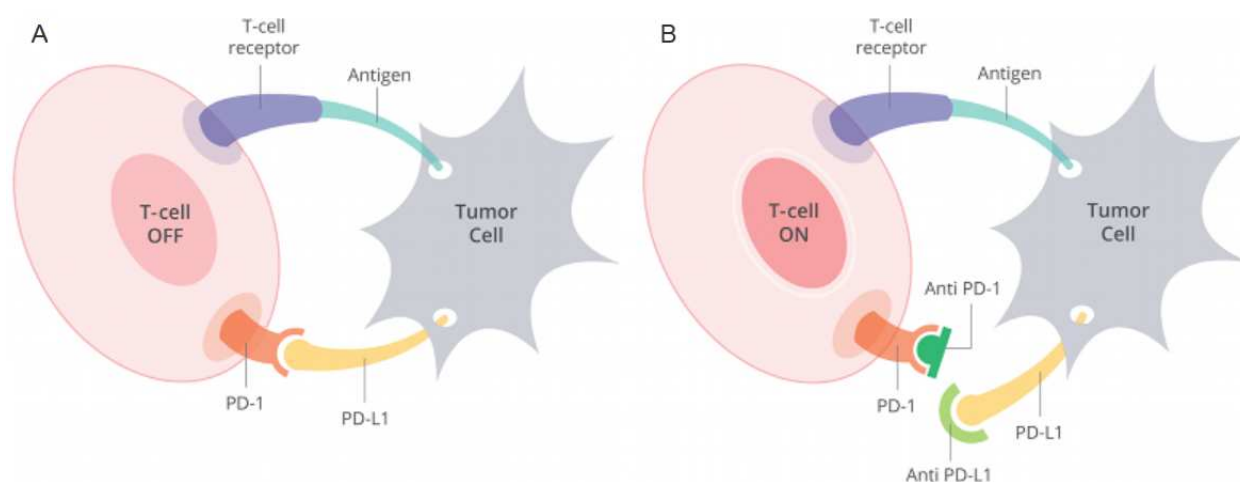 A
T-cell
receptor
Antigen
T-cell
OFF
Tumor
Cell
PD-1
PD-L1
B
T-cell
receptor
Antigen
T-cell
ON
Tumor
Cell
Anti PD-1
PD-1
PD-L1
Anti PD-L1